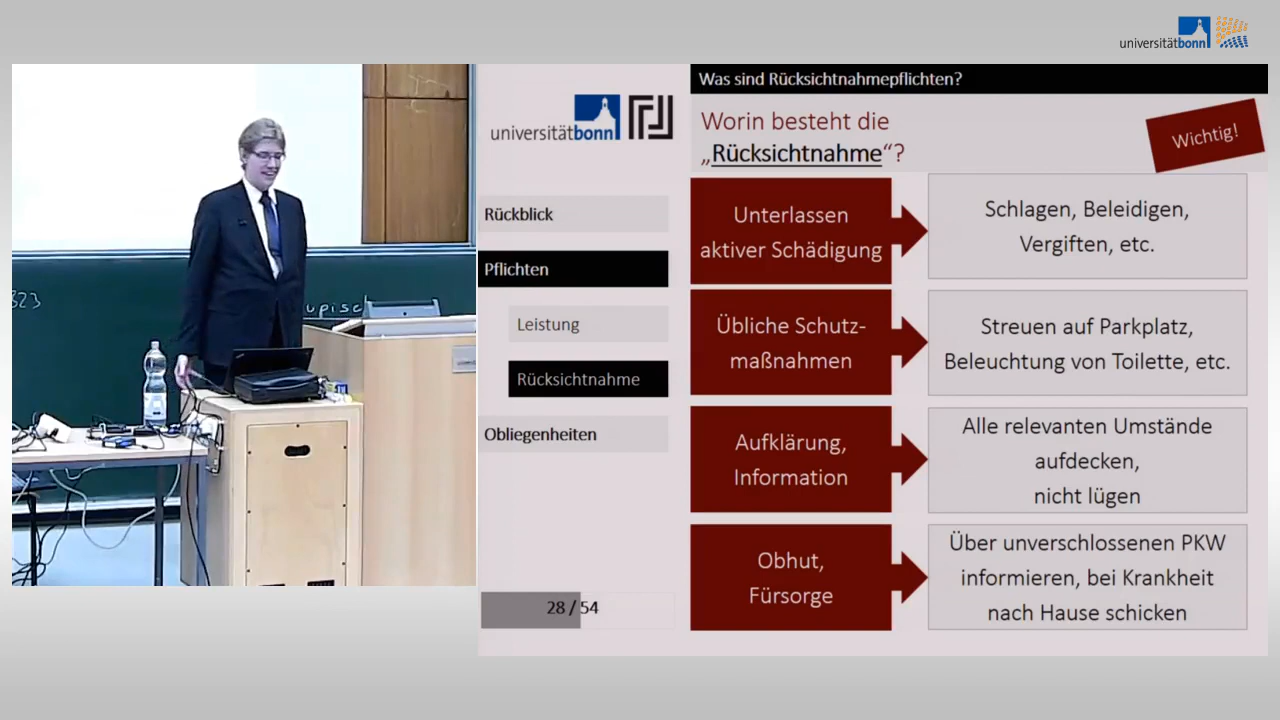 universitätbonn
universitätbonn
Was sind Rücksichtnahmepflichten?
Worin besteht die
„Rücksichtnahme“?
Wichtig!
Rückblick
Pflichten
Leistung
Rücksichtnahme
Obliegenheiten
28 / 54
Unterlassen
aktiver Schädigung
Schlagen, Beleidigen,
Vergiften, etc.
Übliche Schutz-
maßnahmen
Streuen auf Parkplatz,
Beleuchtung von Toilette, etc.
Aufklärung,
Information
Alle relevanten Umstände
aufdecken,
nicht lügen
Obhut,
Fürsorge
Über unverschlossenen PKW
informieren, bei Krankheit
nach Hause schicken
823